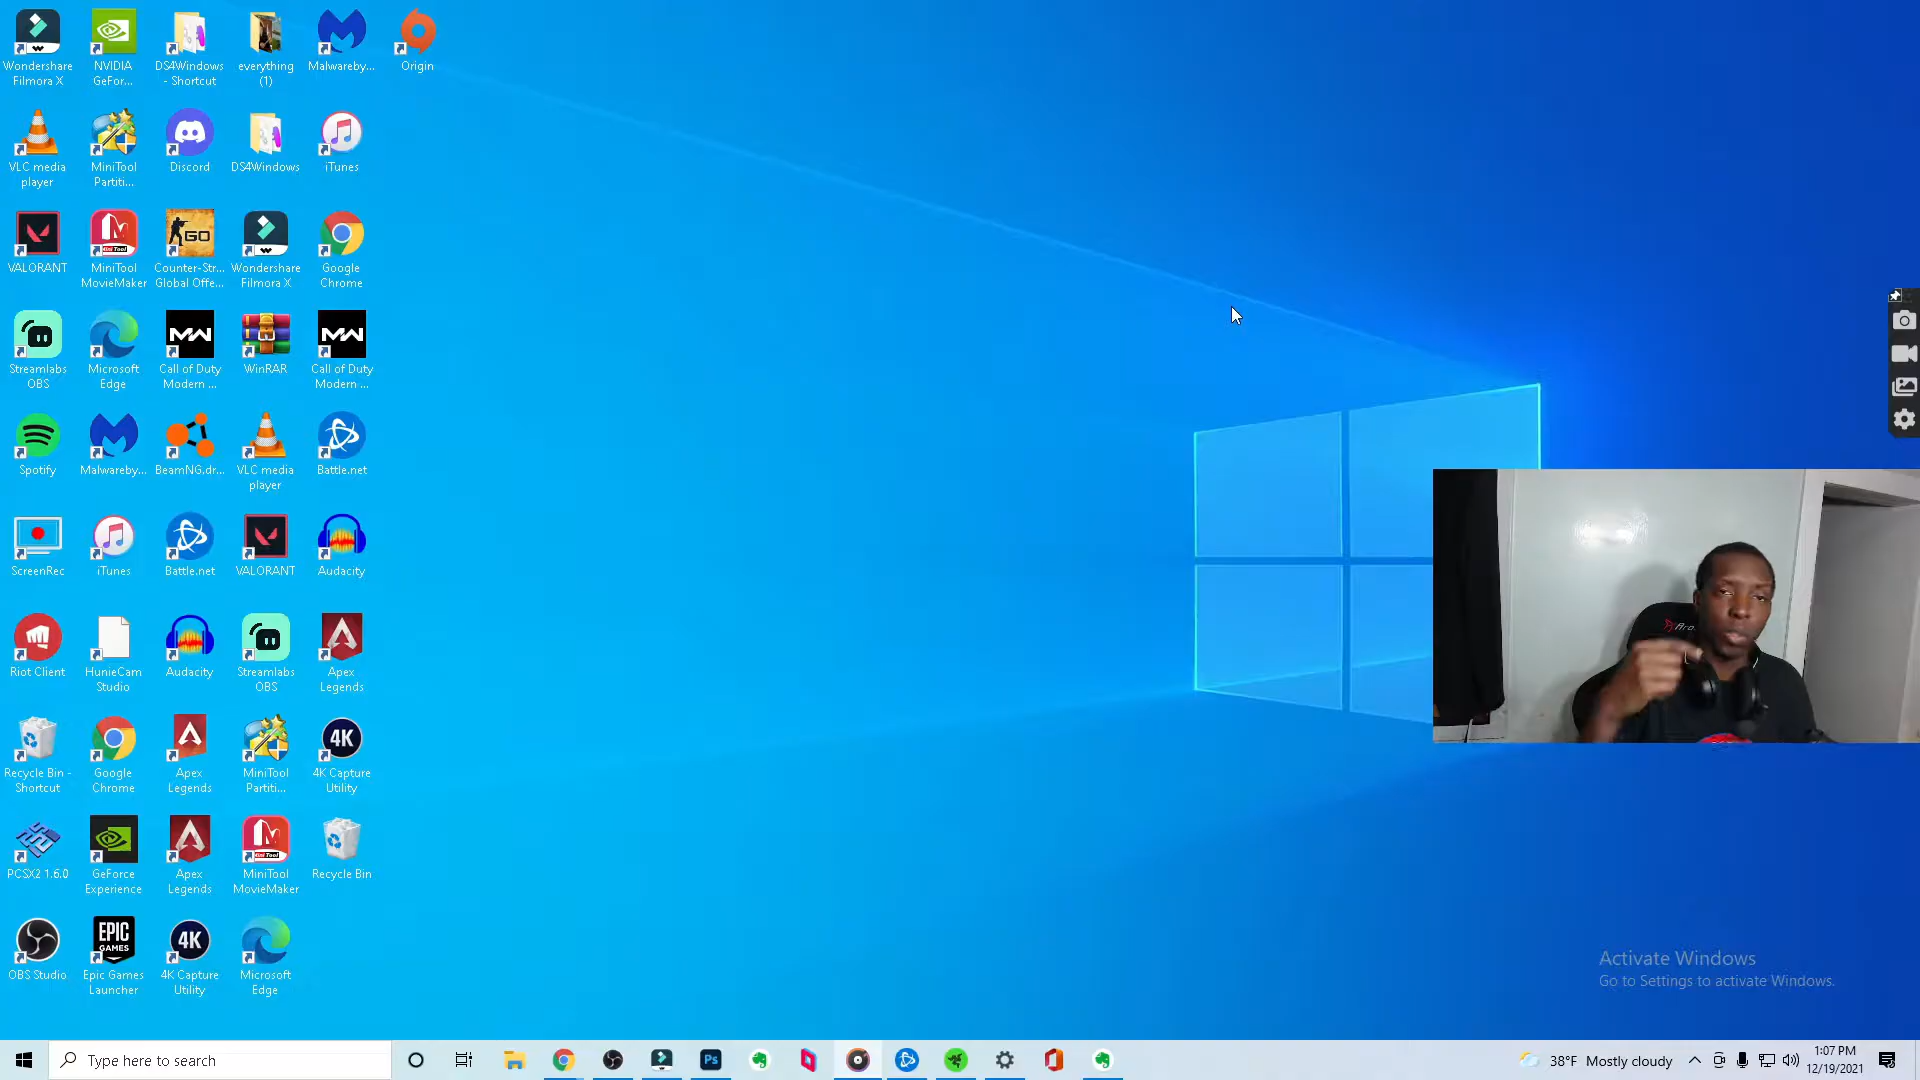 Wondershare
Filmora X
NVIDIA
GeFor...
DS4Windows
- Shortcut
everything
(1)
Malwareby...
Origin
VLC media
player
MiniTool
Partiti...
Discord
DS4Windows
iTunes
VALORANT
MiniTool
MovieMaker
Counter-Str...
Global Offe...
Wondershare
Filmora X
Google
Chrome
Streamlabs
OBS
Microsoft
Edge
Call of Duty
Modern ...
WinRAR
Call of Duty
Modern ...
Spotify
Malwareby...
BeamNG.dr...
VLC media
player
Battle.net
ScreenRec
iTunes
Battle.net
VALORANT
Audacity
Riot Client
HunieCam
Studio
Audacity
Streamlabs
OBS
Apex
Legends
Recycle Bin -
Shortcut
Google
Chrome
Apex
Legends
MiniTool
Partiti...
4K Capture
Utility
PCSX2 1.6.0
GeForce
Experience
Apex
Legends
MiniTool
MovieMaker
Recycle Bin
OBS Studio
Epic Games
Launcher
4K Capture
Utility
Microsoft
Edge
Activate Windows
Go to Settings to activate Windows.
Type here to search
Ps
38°F Mostly cloudy
1:07 PM
12/19/2021